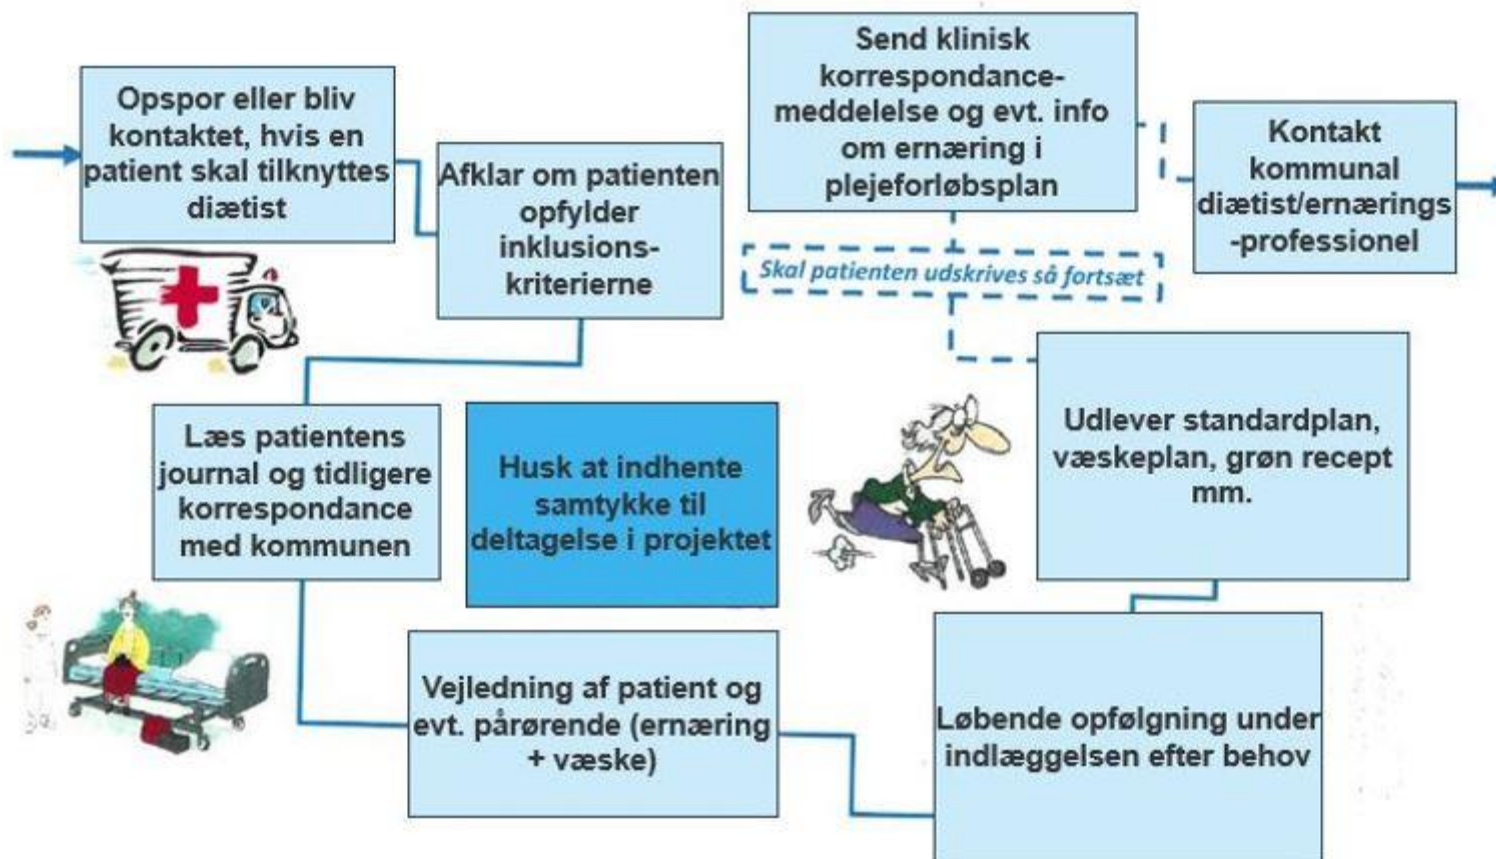 Opspor eller bliv
kontaktet, hvis en
patient skal tilknyttes
diætist
Afklar om patienten
opfylder
inklusions-
kriterierne
Læs patientens
journal og tidligere
korrespondance
med kommunen
Husk at indhente
samtykke til
deltagelse i projektet
Vejledning af patient og
evt. pårørende (ernæring
+ væske)
Løbende opfølgning under
indlæggelsen efter behov
Udlever standardplan,
væskeplan, grøn recept
mm.
Skal patienten udskrives så fortsæt
Send klinisk
korrespondance-
meddelelse og evt. info
om ernæring i
plejeforløbsplan
Kontakt
kommunal
diætist/ernærings
-professionel